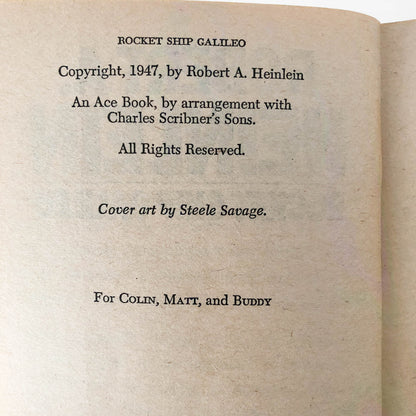 ROCKET SHIP GALILEO
Copyright, 1947, by Robert A. Heinlein
An Ace Book, by arrangement with
Charles Scribner's Sons.
All Rights Reserved.
Cover art by Steele Savage.
For COLIN, MATT, and BUDDY